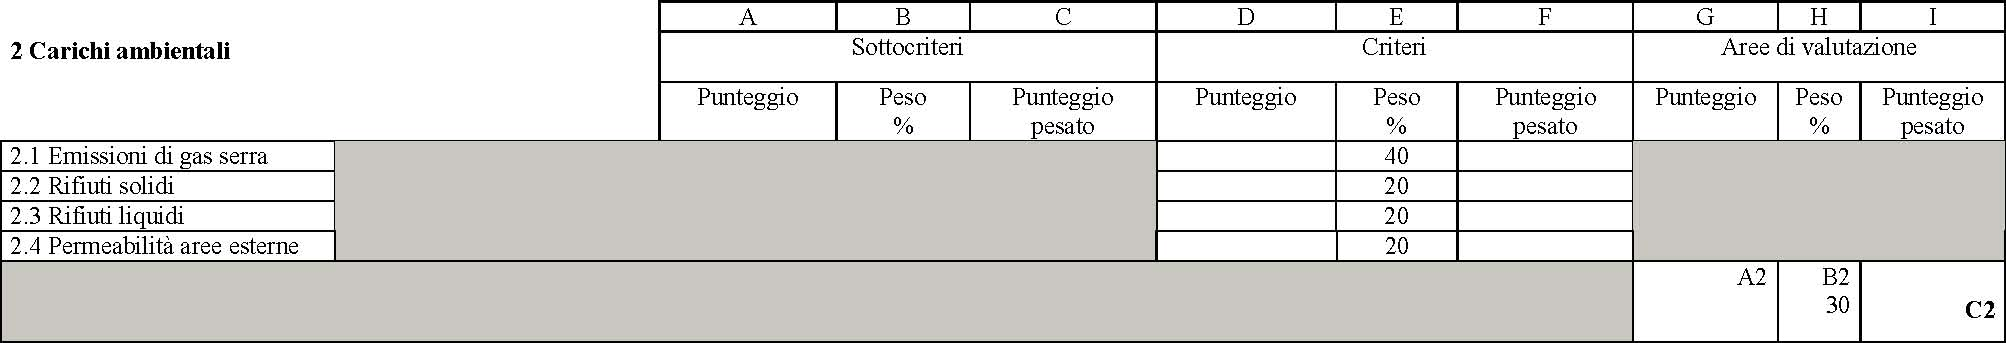 A B C D E F G H I
2 Carichi ambientali
Sottocriteri Criteri Aree di valutazione
Punteggio Peso Punteggio Punteggio Peso Punteggio Punteggio Peso Punteggio
% pesato % pesato % pesato
2.1 Emissioni di gas serra 40
2.2 Rifiuti solidi 20
2.3 Rifiuti liquidi 20
2.4 Permeabilità aree esterne 20
A2 B2
30 C2